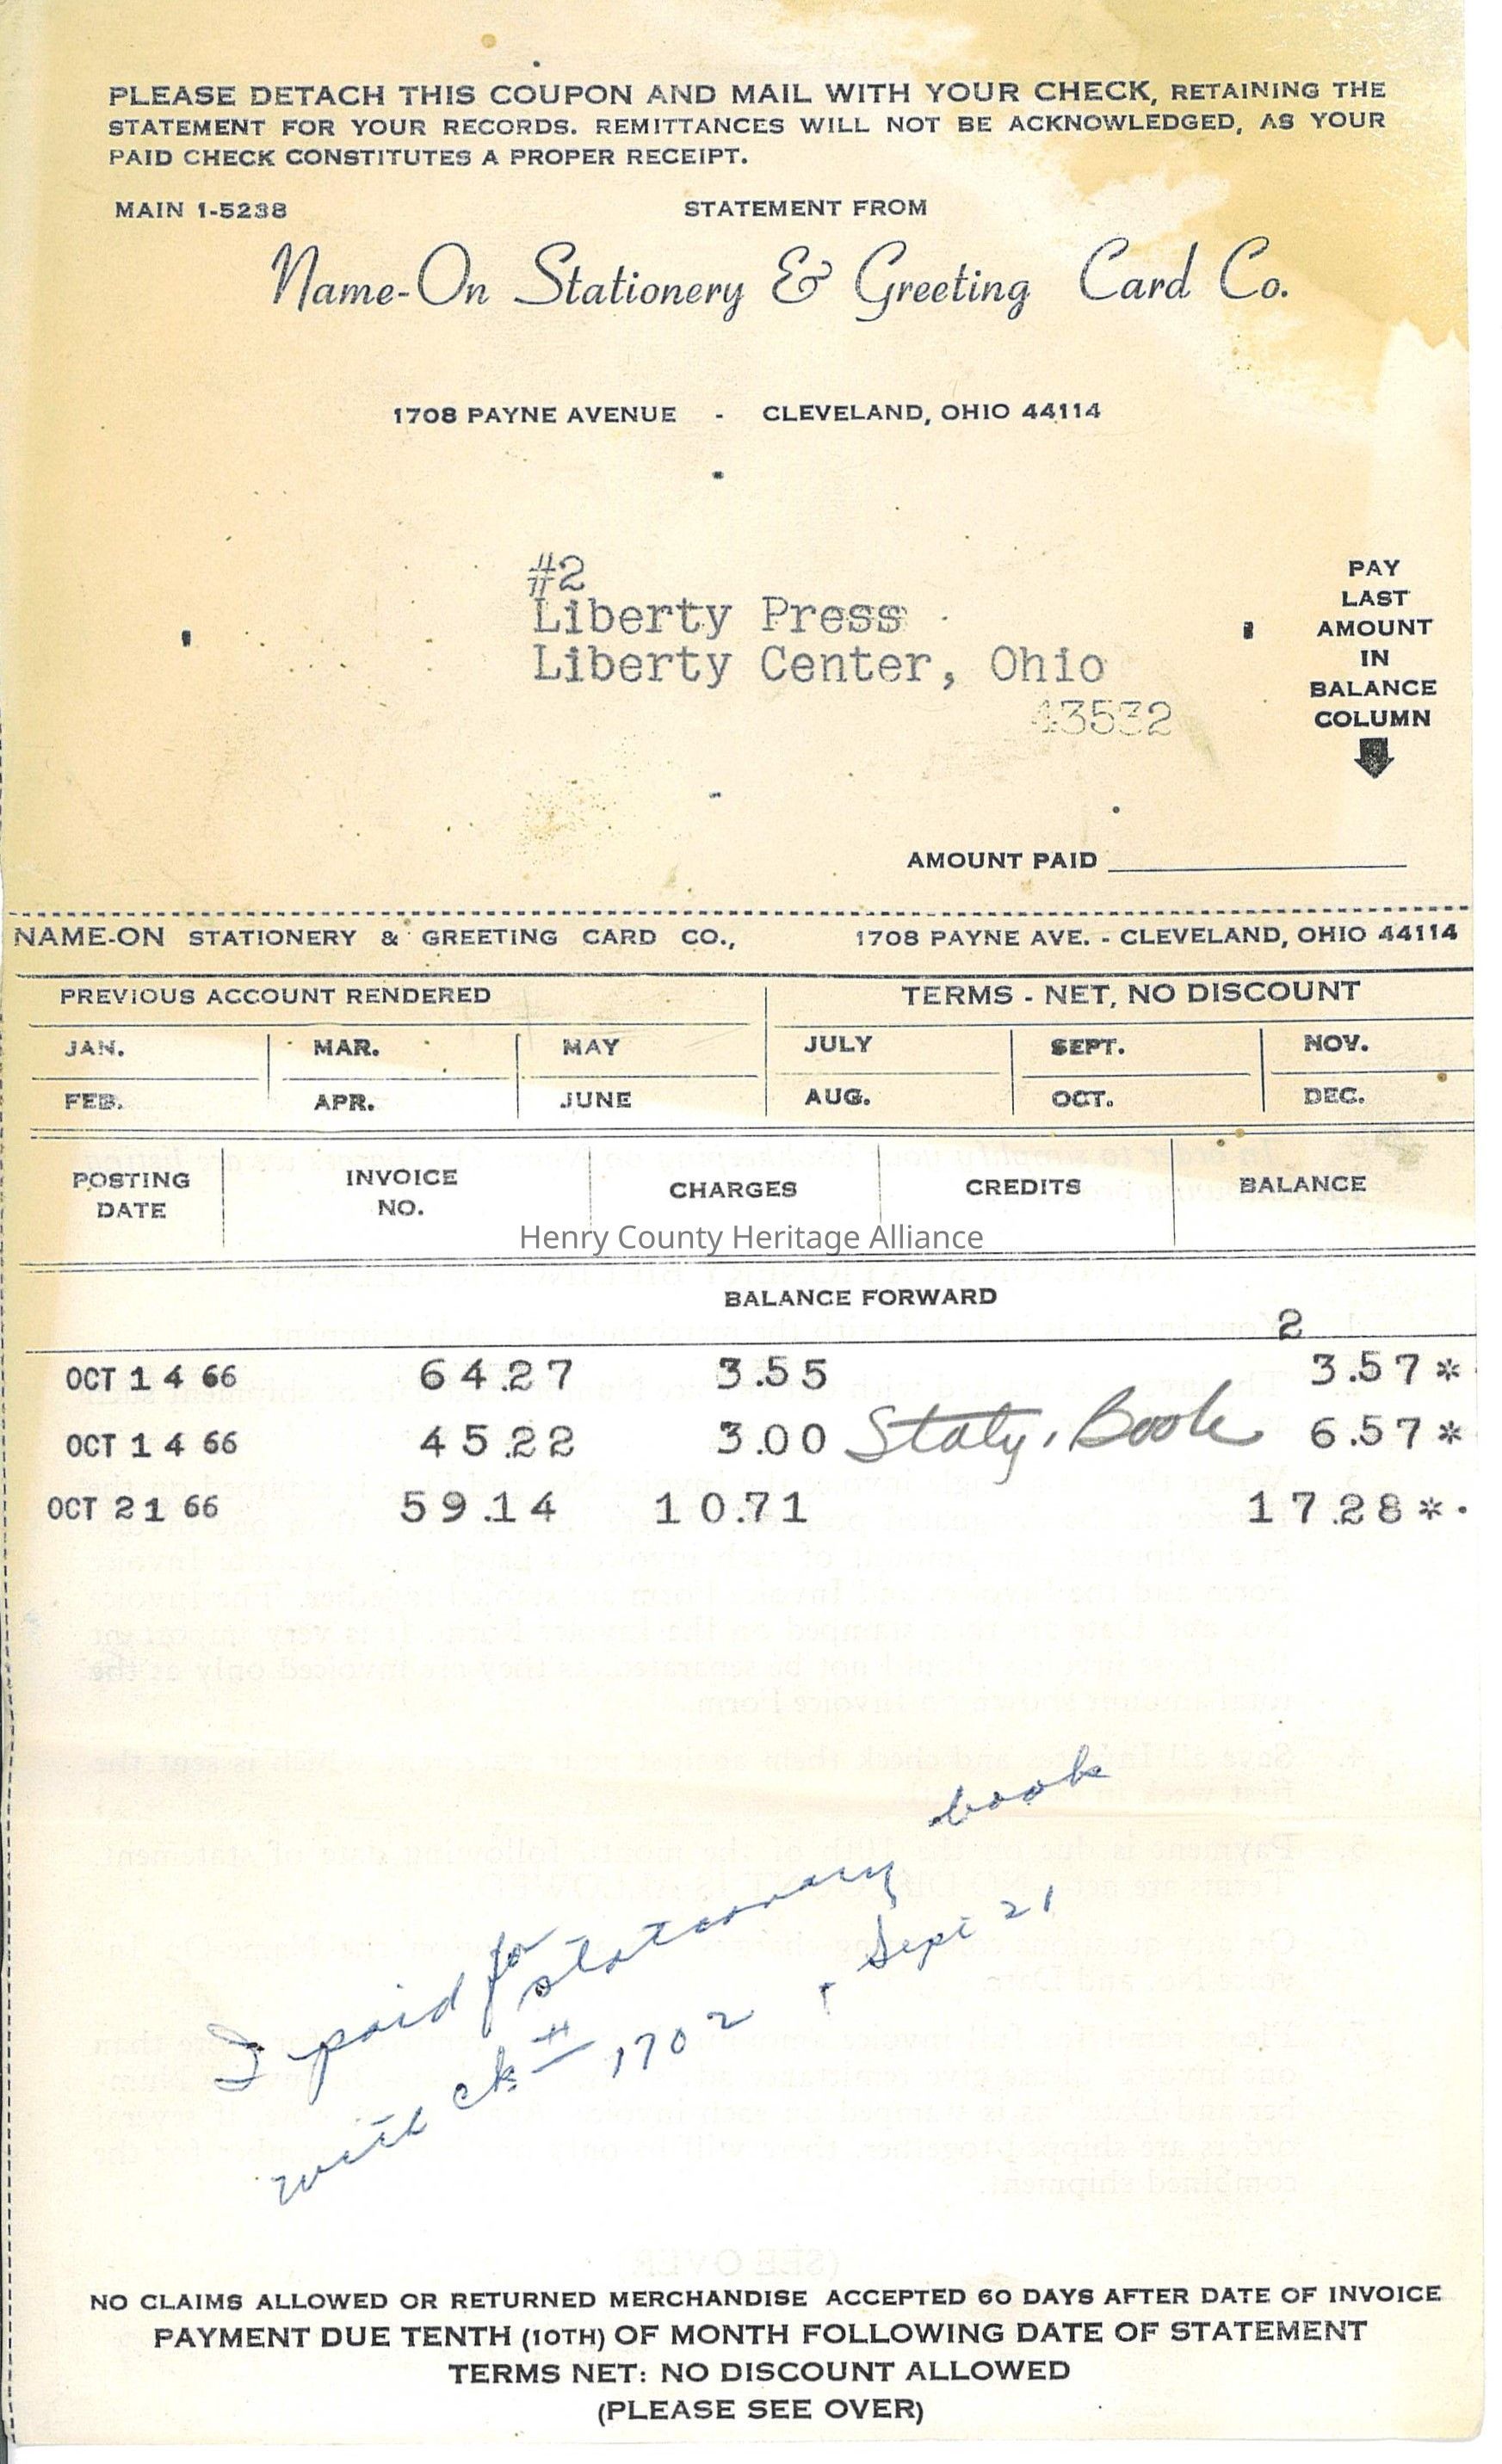 PLEASE DETACH THIS COUPON AND MAIL WITH YOUR CHECK, RETAINING THE
STATEMENT FOR YOUR RECORDS. REMITTANCES WILL NOT BE ACKNOWLEDGED, AS YOUR
PAID CHECK CONSTITUTES A PROPER RECEIPT.
MAIN 1-5238 STATEMENT FROM
Name-On Stationery & Greeting Card Co.
1708 PAYNE AVENUE - CLEVELAND, OHIO 44114
#2
Liberty Press
Liberty Center, Ohio
43532
PAY
LAST
AMOUNT
IN
BALANCE
COLUMN
AMOUNT PAID
NAME-ON STATIONERY & GREETING CARD CO., 1708 PAYNE AVE. - CLEVELAND, OHIO 44114
PREVIOUS ACCOUNT RENDERED TERMS - NET, NO DISCOUNT
JAN. MAR. MAY JULY SEPT. NOV.
FEB. APR. JUNE AUG. OCT. DEC.
POSTING DATE INVOICE NO. CHARGES CREDITS BALANCE
Henry County Heritage Alliance
BALANCE FORWARD
2
OCT 14 66 64.27 3.55 3.57*
OCT 14 66 45.22 3.00 Staty. Book 6.57*
OCT 21 66 59.14 10.71 17.28*
I paid for stationary book
with ck # 1702, Sept 21
NO CLAIMS ALLOWED OR RETURNED MERCHANDISE ACCEPTED 60 DAYS AFTER DATE OF INVOICE
PAYMENT DUE TENTH (10TH) OF MONTH FOLLOWING DATE OF STATEMENT
TERMS NET: NO DISCOUNT ALLOWED
(PLEASE SEE OVER)